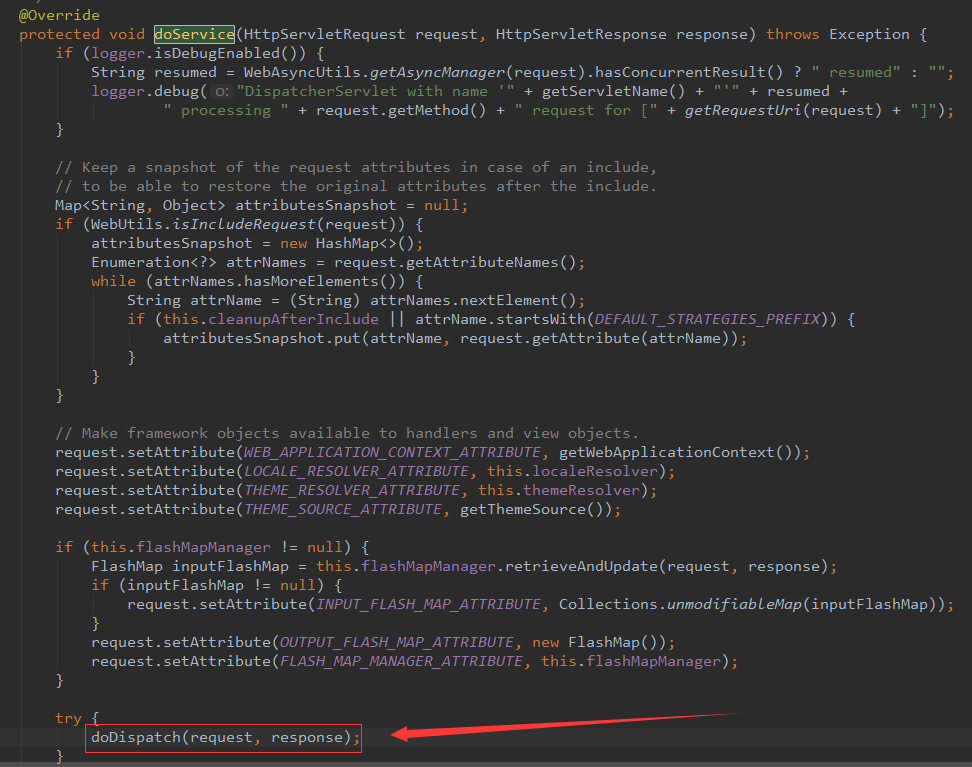 @Override
protected void doService(HttpServletRequest request, HttpServletResponse response) throws Exception {
    if (logger.isDebugEnabled()) {
        String resumed = WebAsyncUtils.getAsyncManager(request).hasConcurrentResult() ? " resumed" : "";
        logger.debug( o: "DispatcherServlet with name '" + getServletName() + "'" + resumed +
                " processing " + request.getMethod() + " request for [" + getRequestUri(request) + "]");
    }

    // Keep a snapshot of the request attributes in case of an include,
    // to be able to restore the original attributes after the include.
    Map<String, Object> attributesSnapshot = null;
    if (WebUtils.isIncludeRequest(request)) {
        attributesSnapshot = new HashMap<>();
        Enumeration<?> attrNames = request.getAttributeNames();
        while (attrNames.hasMoreElements()) {
            String attrName = (String) attrNames.nextElement();
            if (this.cleanupAfterInclude || attrName.startsWith(DEFAULT_STRATEGIES_PREFIX)) {
                attributesSnapshot.put(attrName, request.getAttribute(attrName));
            }
        }
    }

    // Make framework objects available to handlers and view objects.
    request.setAttribute(WEB_APPLICATION_CONTEXT_ATTRIBUTE, getWebApplicationContext());
    request.setAttribute(LOCALE_RESOLVER_ATTRIBUTE, this.localeResolver);
    request.setAttribute(THEME_RESOLVER_ATTRIBUTE, this.themeResolver);
    request.setAttribute(THEME_SOURCE_ATTRIBUTE, getThemeSource());

    if (this.flashMapManager != null) {
        FlashMap inputFlashMap = this.flashMapManager.retrieveAndUpdate(request, response);
        if (inputFlashMap != null) {
            request.setAttribute(INPUT_FLASH_MAP_ATTRIBUTE, Collections.unmodifiableMap(inputFlashMap));
        }
        request.setAttribute(OUTPUT_FLASH_MAP_ATTRIBUTE, new FlashMap());
        request.setAttribute(FLASH_MAP_MANAGER_ATTRIBUTE, this.flashMapManager);
    }

    try {
        doDispatch(request, response);
    }